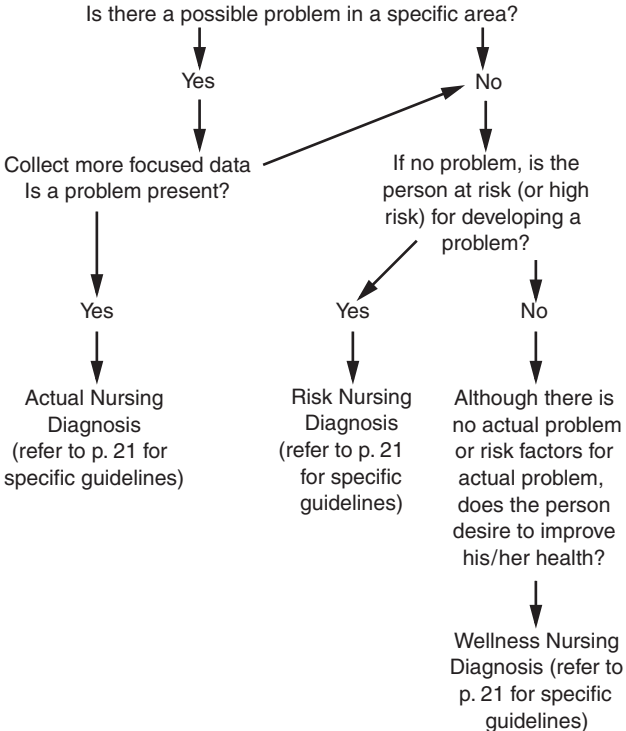 Is there a possible problem in a specific area?
Yes
No
Collect more focused data
Is a problem present?
If no problem, is the
person at risk (or high
risk) for developing a
problem?
Yes
Yes
No
Actual Nursing
Diagnosis
(refer to p. 21 for
specific guidelines)
Risk Nursing
Diagnosis
(refer to p. 21
for specific
guidelines)
Although there is
no actual problem
or risk factors for
actual problem,
does the person
desire to improve
his/her health?
Wellness Nursing
Diagnosis (refer to
p. 21 for specific
guidelines)